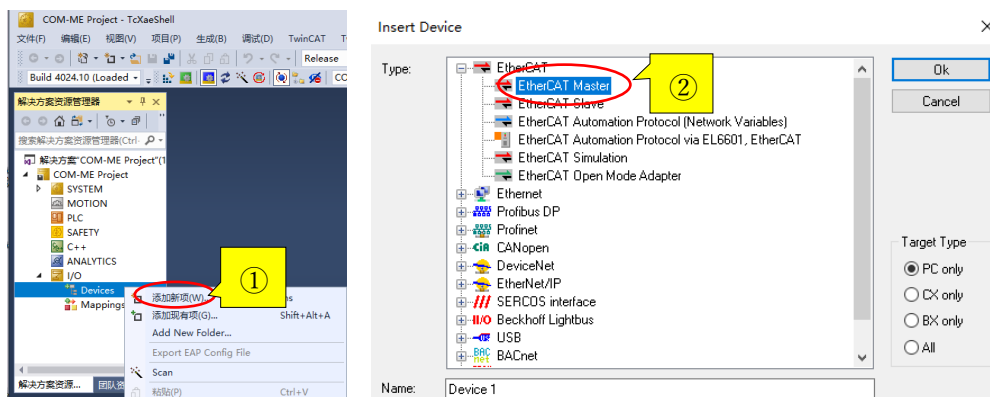 COM-ME Project - TcXaeShell
文件(F) 编辑(E) 视图(V) 项目(P) 生成(B) 调试(D) TwinCAT
Release
Build 4024.10 (Loaded
解决方案资源管理器
搜索解决方案资源管理器(Ctrl-
解决方案"COM-ME Project"(1
COM-ME Project
SYSTEM
MOTION
PLC
SAFETY
C++
ANALYTICS
I/O
Devices
Mappings
①
添加新项(W)...
添加现有项(G)... Shift+Alt+A
Add New Folder...
Export EAP Config File
Scan
粘贴(P) Ctrl+V
解决方案资源... 团队资
Insert Device
Type:
EtherCAT
EtherCAT Master
②
EtherCAT Slave
EtherCAT Automation Protocol (Network Variables)
EtherCAT Automation Protocol via EL6601, EtherCAT
EtherCAT Simulation
EtherCAT Open Mode Adapter
Ethernet
Profibus DP
Profinet
CiA CANopen
DeviceNet
EtherNet/IP
SERCOS interface
II/O Beckhoff Lightbus
USB
BACnet
Ok
Cancel
Target Type
PC only
CX only
BX only
All
Name: Device 1